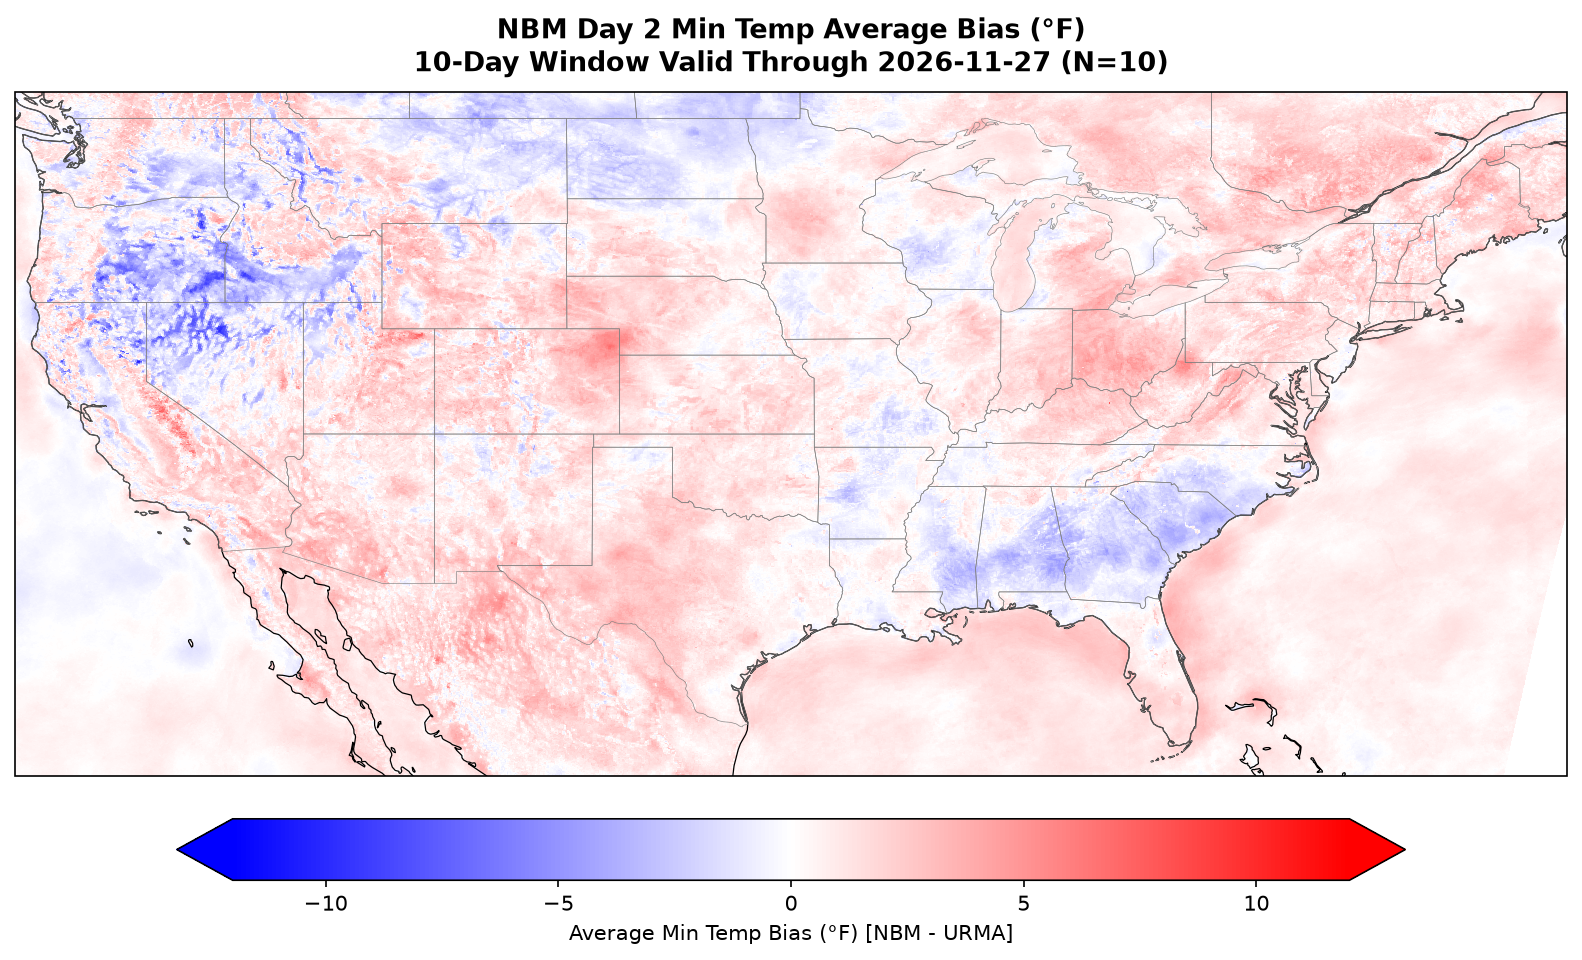 NBM Day 2 Min Temp Average Bias (°F)
10-Day Window Valid Through 2026-11-27 (N=10)
−10 −5 0 5 10
Average Min Temp Bias (°F) [NBM - URMA]